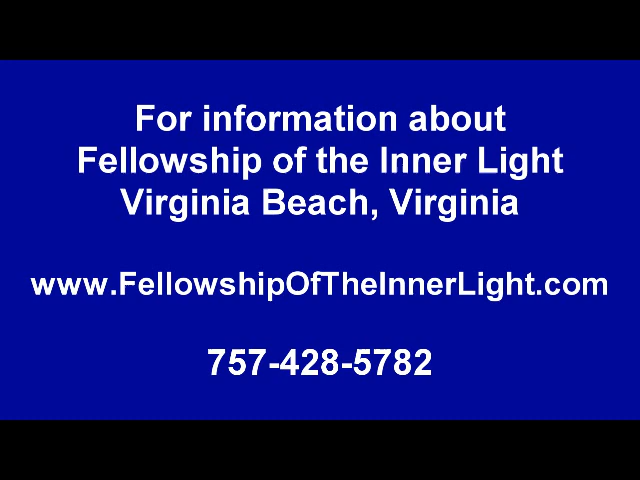 For information about
Fellowship of the Inner Light
Virginia Beach, Virginia
www.FellowshipOfTheInnerLight.com
757-428-5782